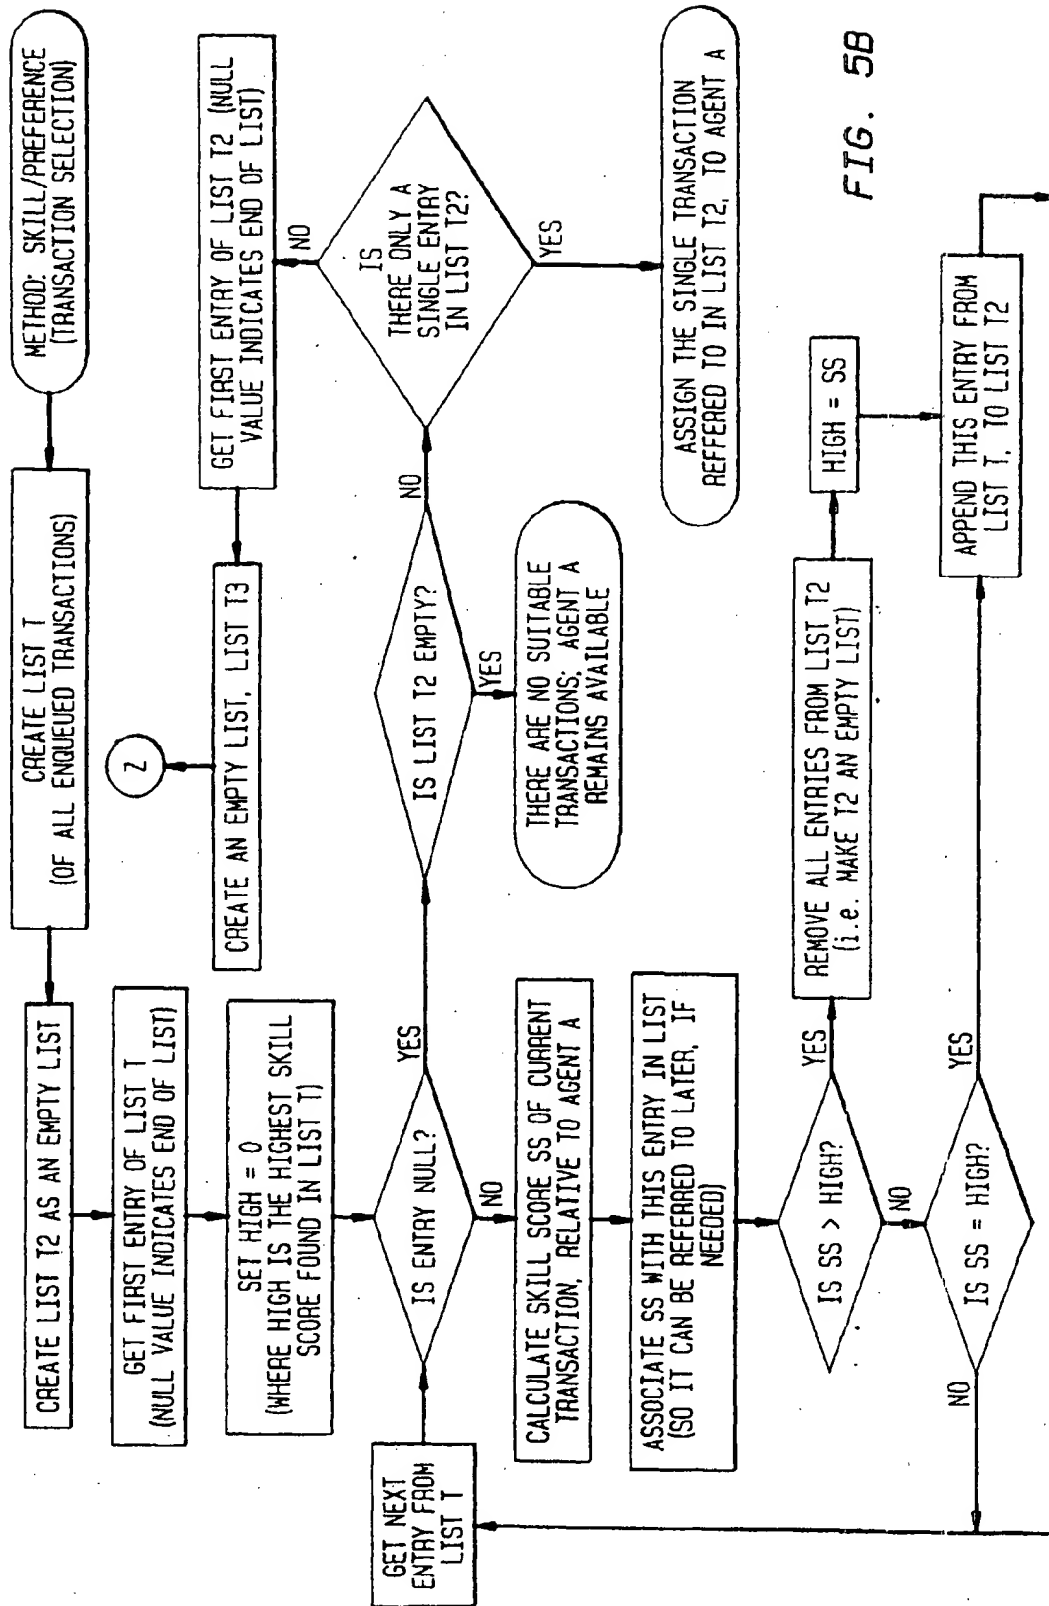 METHOD: SKILL/PREFERENCE
(TRANSACTION SELECTION)
CREATE LIST T
(OF ALL ENQUEUED TRANSACTIONS)
CREATE LIST T2 AS AN EMPTY LIST
GET FIRST ENTRY OF LIST T
(NULL VALUE INDICATES END OF LIST)
SET HIGH = 0
(WHERE HIGH IS THE HIGHEST SKILL
SCORE FOUND IN LIST T)
GET NEXT
ENTRY FROM
LIST T
IS ENTRY NULL?
YES
NO
IS LIST T2 EMPTY?
NO
YES
THERE ARE NO SUITABLE
TRANSACTIONS; AGENT A
REMAINS AVAILABLE
IS
THERE ONLY A
SINGLE ENTRY
IN LIST T2?
NO
YES
GET FIRST ENTRY OF LIST T2 (NULL
VALUE INDICATES END OF LIST)
CREATE AN EMPTY LIST, LIST T3
2
ASSIGN THE SINGLE TRANSACTION
REFFERED TO IN LIST T2, TO AGENT A
CALCULATE SKILL SCORE SS OF CURRENT
TRANSACTION, RELATIVE TO AGENT A
ASSOCIATE SS WITH THIS ENTRY IN LIST
(SO IT CAN BE REFERRED TO LATER, IF
NEEDED)
IS SS > HIGH?
YES
NO
REMOVE ALL ENTRIES FROM LIST T2
(i.e. MAKE T2 AN EMPTY LIST)
HIGH = SS
IS SS = HIGH?
YES
NO
APPEND THIS ENTRY FROM
LIST T, TO LIST T2
FIG. 5B